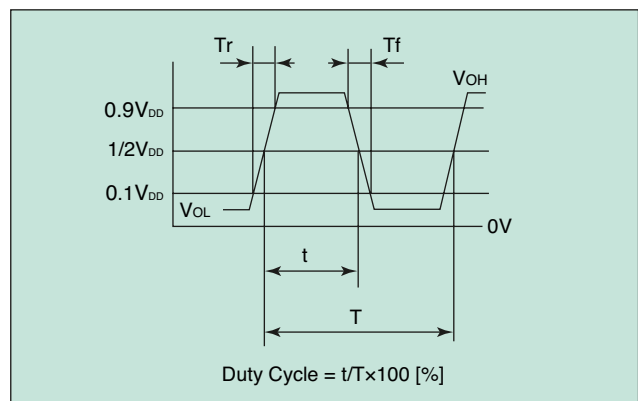 Tr Tf
VOH
0.9VDD
1/2VDD
0.1VDD
VOL
0V
t
T
Duty Cycle = t/T×100 [%]